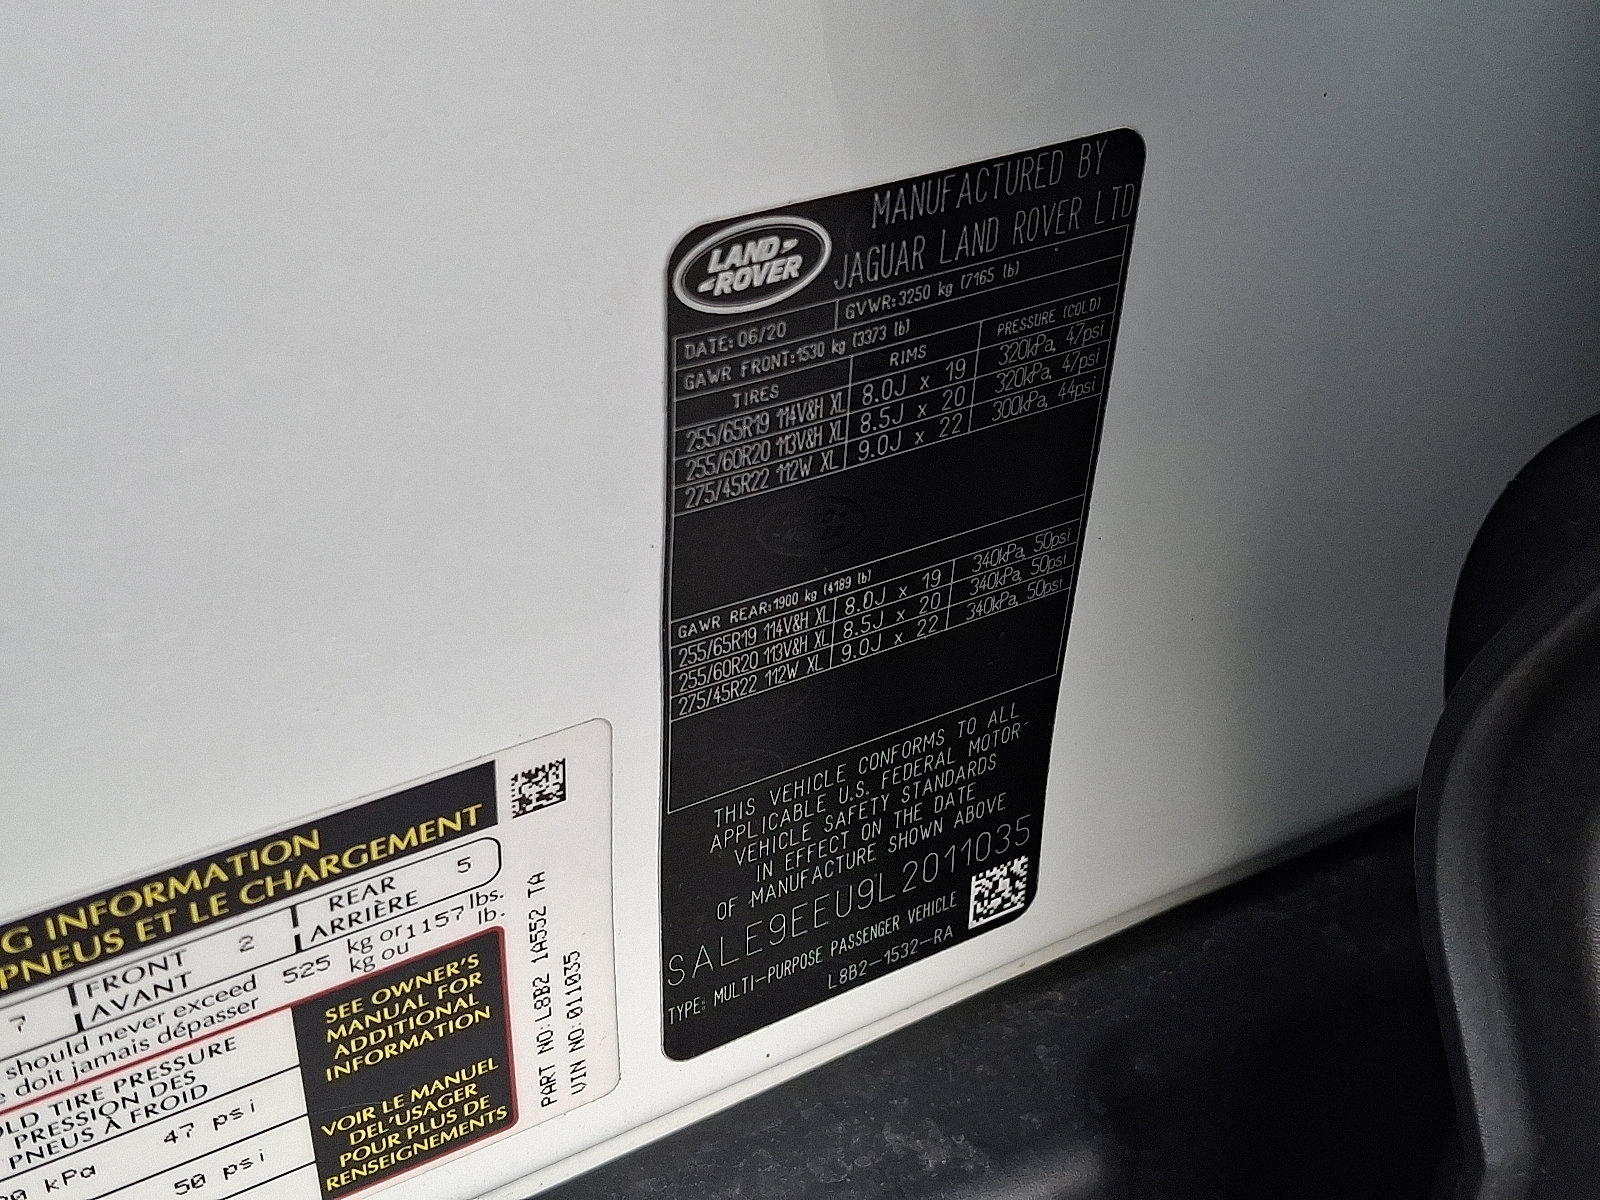 LAND-
-ROVER
MANUFACTURED BY
JAGUAR LAND ROVER LTD
DATE: 06/20 GVWR: 3250 kg (7165 lb)
GAWR FRONT: 1530 kg (3373 lb)
TIRES RIMS PRESSURE (COLD)
255/65R19 114V&H XL 8.0J x 19 320kPa, 47psi
255/60R20 113V&H XL 8.5J x 20 320kPa, 47psi
275/45R22 112W XL 9.0J x 22 300kPa, 44psi
GAWR REAR: 1900 kg (4189 lb)
255/65R19 114V&H XL 8.0J x 19 340kPa, 50psi
255/60R20 113V&H XL 8.5J x 20 340kPa, 50psi
275/45R22 112W XL 9.0J x 22 340kPa, 50psi
THIS VEHICLE CONFORMS TO ALL
APPLICABLE U.S. FEDERAL MOTOR-
VEHICLE SAFETY STANDARDS
IN EFFECT ON THE DATE
OF MANUFACTURE SHOWN ABOVE
SALE9EEU9L2011035
TYPE: MULTI-PURPOSE PASSENGER VEHICLE
L8B2-1532-RA
G INFORMATION
PNEUS ET LE CHARGEMENT
7 FRONT 2 REAR 5
AVANT ARRIÈRE
should never exceed 525 kg or 1157 lbs.
doit jamais dépasser kg ou lb.
OLD TIRE PRESSURE
PRESSION DES
PNEUS À FROID
kPa 47 psi
50 psi
SEE OWNER'S
MANUAL FOR
ADDITIONAL
INFORMATION
VOIR LE MANUEL
DEL'USAGER
POUR PLUS DE
RENSEIGNEMENTS
PART NO: L8B2 1A552 TA
VIN NO: 011035